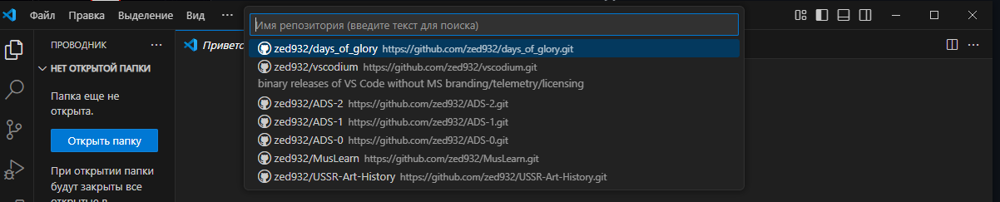 Файл Правка Выделение Вид ···
Имя репозитория (введите текст для поиска)
ПРОВОДНИК ···
НЕТ ОТКРЫТОЙ ПАПКИ
Папка еще не
открыта.
Открыть папку
При открытии папки
будут закрыты все
открытые в
Приветс
zed932/days_of_glory https://github.com/zed932/days_of_glory.git
zed932/vscodium https://github.com/zed932/vscodium.git
binary releases of VS Code without MS branding/telemetry/licensing
zed932/ADS-2 https://github.com/zed932/ADS-2.git
zed932/ADS-1 https://github.com/zed932/ADS-1.git
zed932/ADS-0 https://github.com/zed932/ADS-0.git
zed932/MusLearn https://github.com/zed932/MusLearn.git
zed932/USSR-Art-History https://github.com/zed932/USSR-Art-History.git